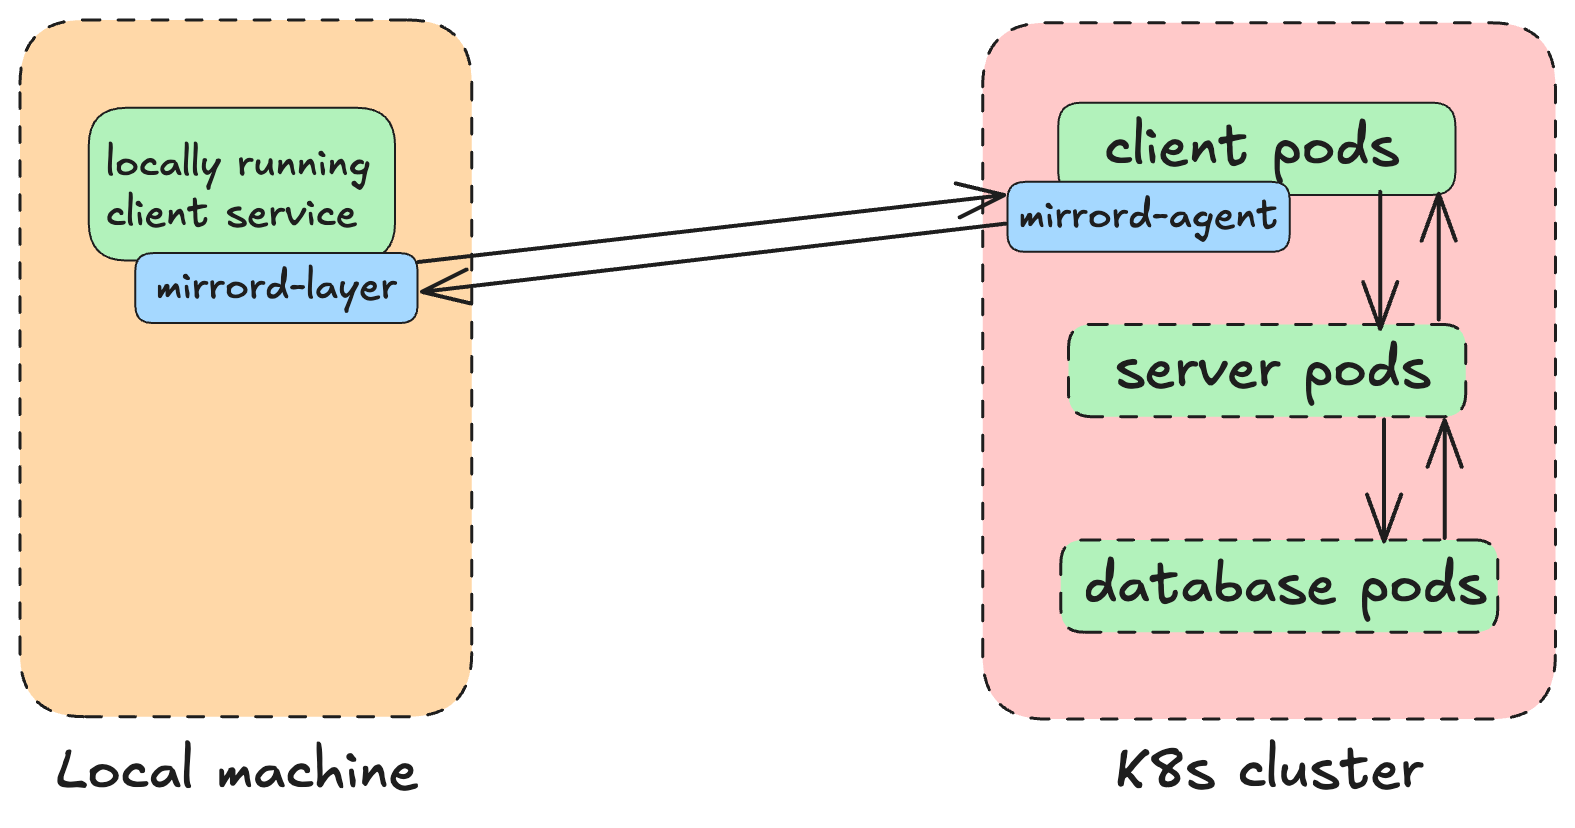 locally running
client service
mirrord-layer
Local machine
client pods
mirrord-agent
server pods
database pods
K8s cluster